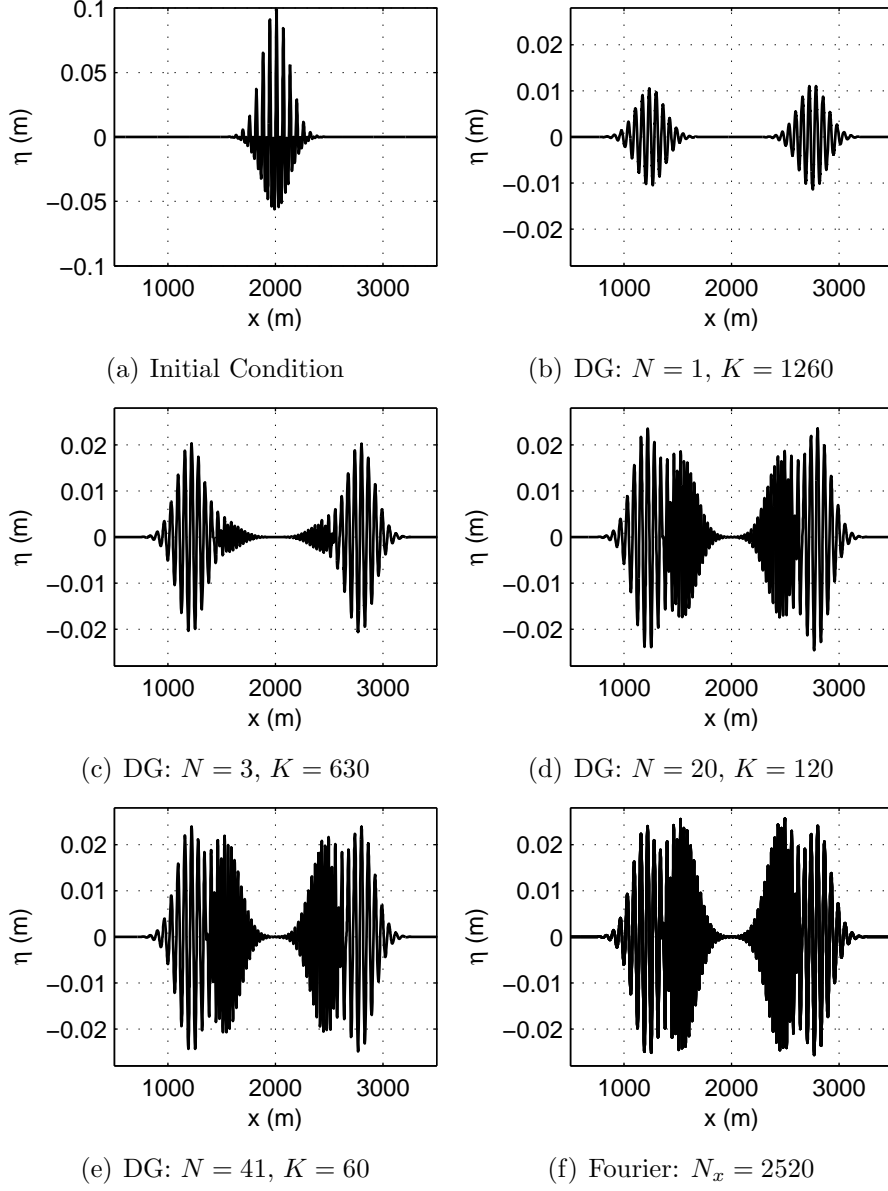 0.1
0.05
0
−0.05
−0.1
η (m)
1000 2000 3000
x (m)
(a) Initial Condition
0.02
0.01
0
−0.01
−0.02
η (m)
1000 2000 3000
x (m)
(b) DG: N = 1, K = 1260
0.02
0.01
0
−0.01
−0.02
η (m)
1000 2000 3000
x (m)
(c) DG: N = 3, K = 630
0.02
0.01
0
−0.01
−0.02
η (m)
1000 2000 3000
x (m)
(d) DG: N = 20, K = 120
0.02
0.01
0
−0.01
−0.02
η (m)
1000 2000 3000
x (m)
(e) DG: N = 41, K = 60
0.02
0.01
0
−0.01
−0.02
η (m)
1000 2000 3000
x (m)
(f) Fourier: Nₓ = 2520